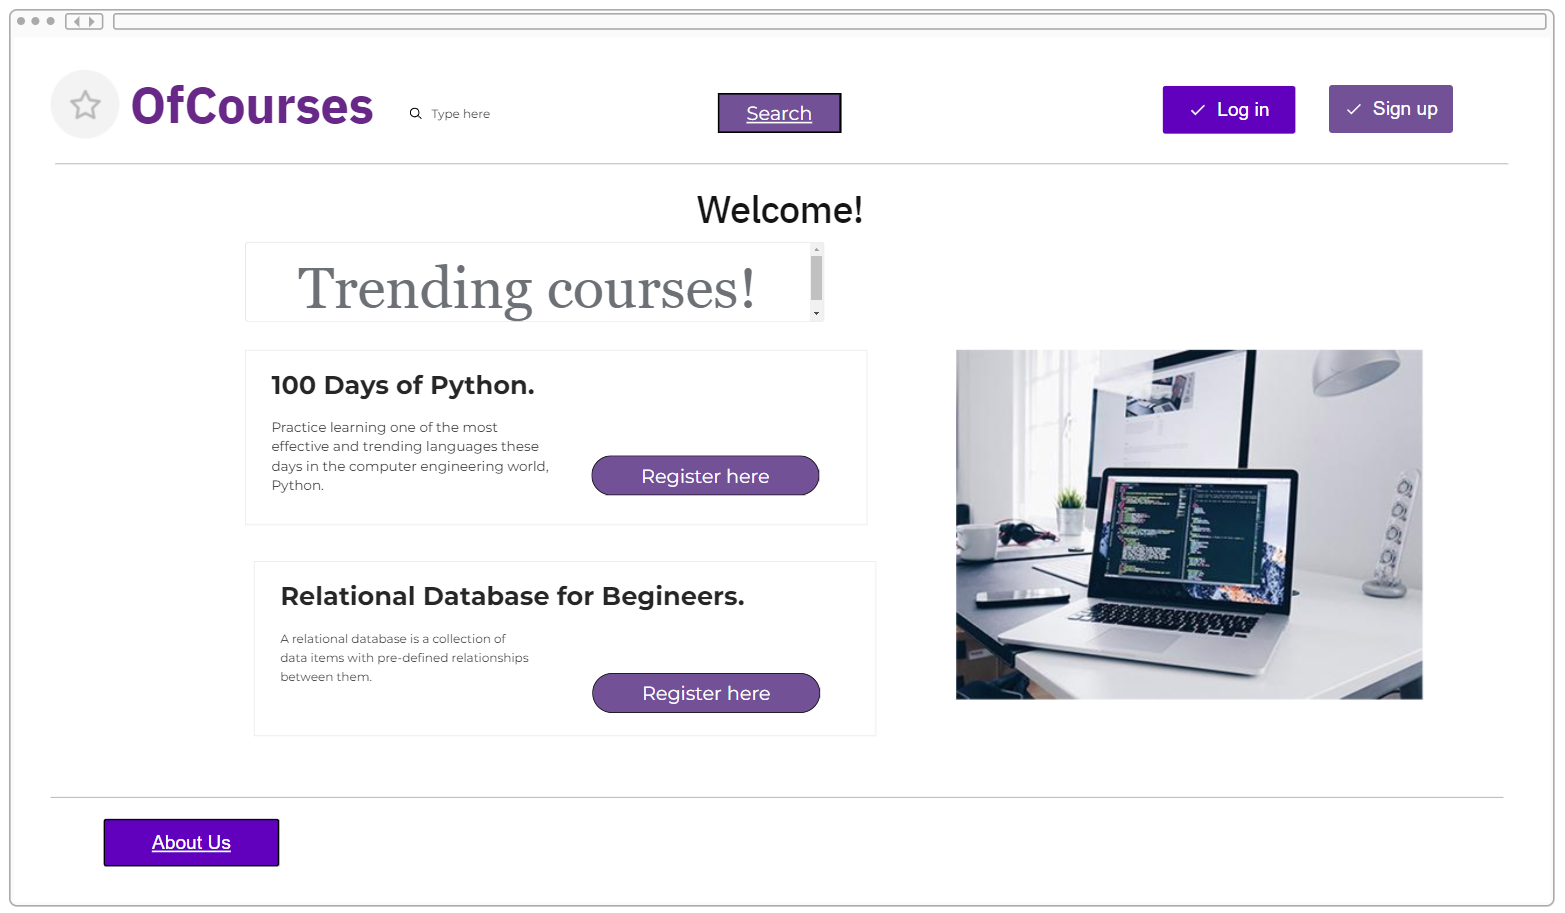 OfCourses
Type here
Search
Log in
Sign up
Welcome!
Trending courses!
100 Days of Python.
Practice learning one of the most
effective and trending languages these
days in the computer engineering world,
Python.
Register here
Relational Database for Begineers.
A relational database is a collection of
data items with pre-defined relationships
between them.
Register here
About Us